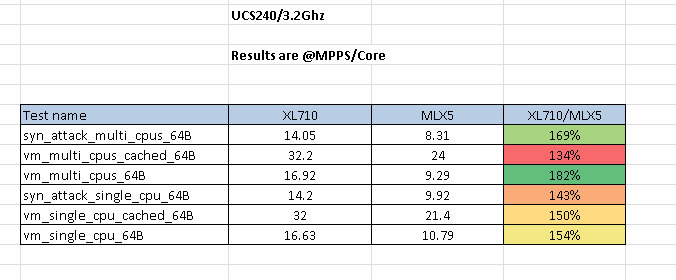 UCS240/3.2Ghz
Results are @MPPS/Core
Test name XL710 MLX5 XL710/MLX5
syn_attack_multi_cpus_64B 14.05 8.31 169%
vm_multi_cpus_cached_64B 32.2 24 134%
vm_multi_cpus_64B 16.92 9.29 182%
syn_attack_single_cpu_64B 14.2 9.92 143%
vm_single_cpu_cached_64B 32 21.4 150%
vm_single_cpu_64B 16.63 10.79 154%